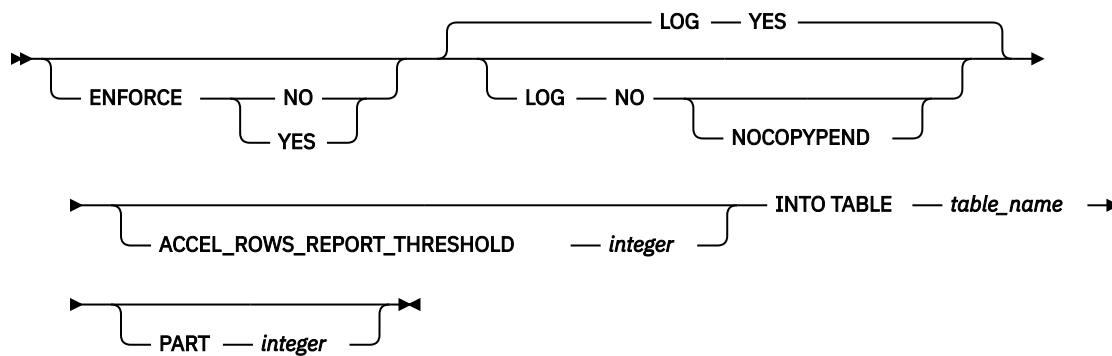 LOG YES
ENFORCE NO LOG NO
YES NOCOPYPEND
INTO TABLE table_name
ACCEL_ROWS_REPORT_THRESHOLD integer
PART integer